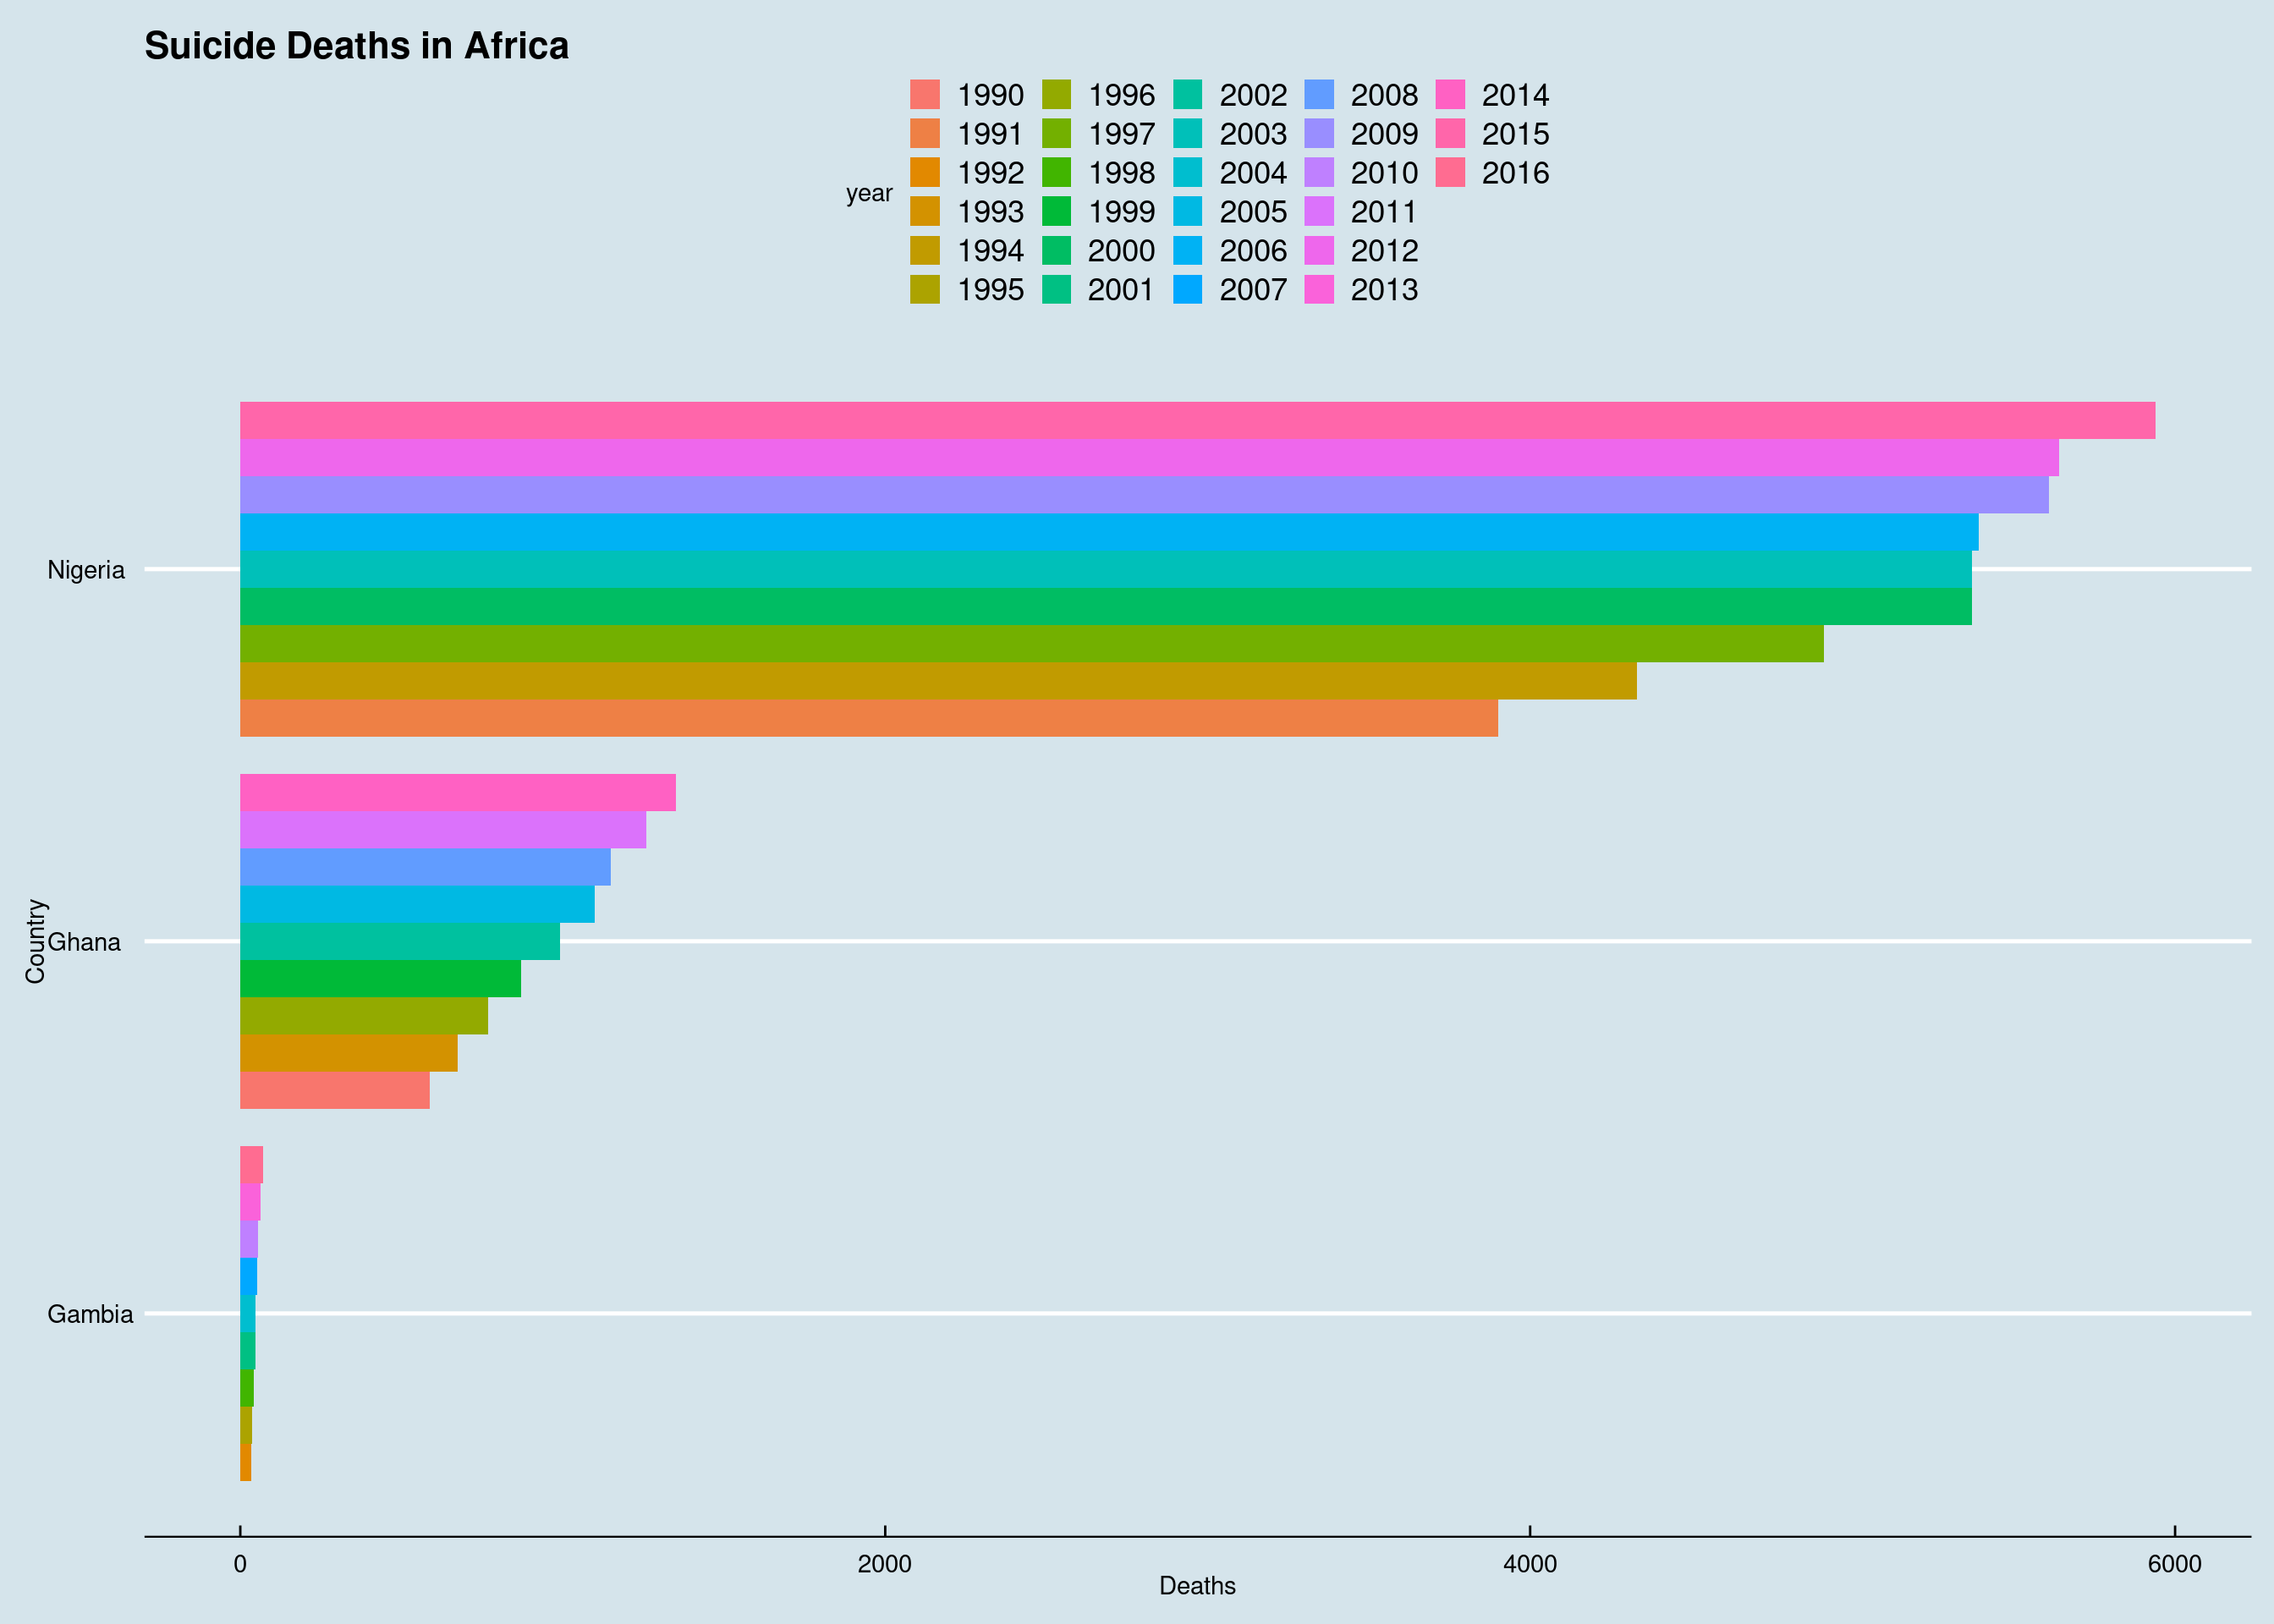 Suicide Deaths in Africa
year
1990 1996 2002 2008 2014
1991 1997 2003 2009 2015
1992 1998 2004 2010 2016
1993 1999 2005 2011
1994 2000 2006 2012
1995 2001 2007 2013
Country
Nigeria
Ghana
Gambia
0 2000 4000 6000
Deaths